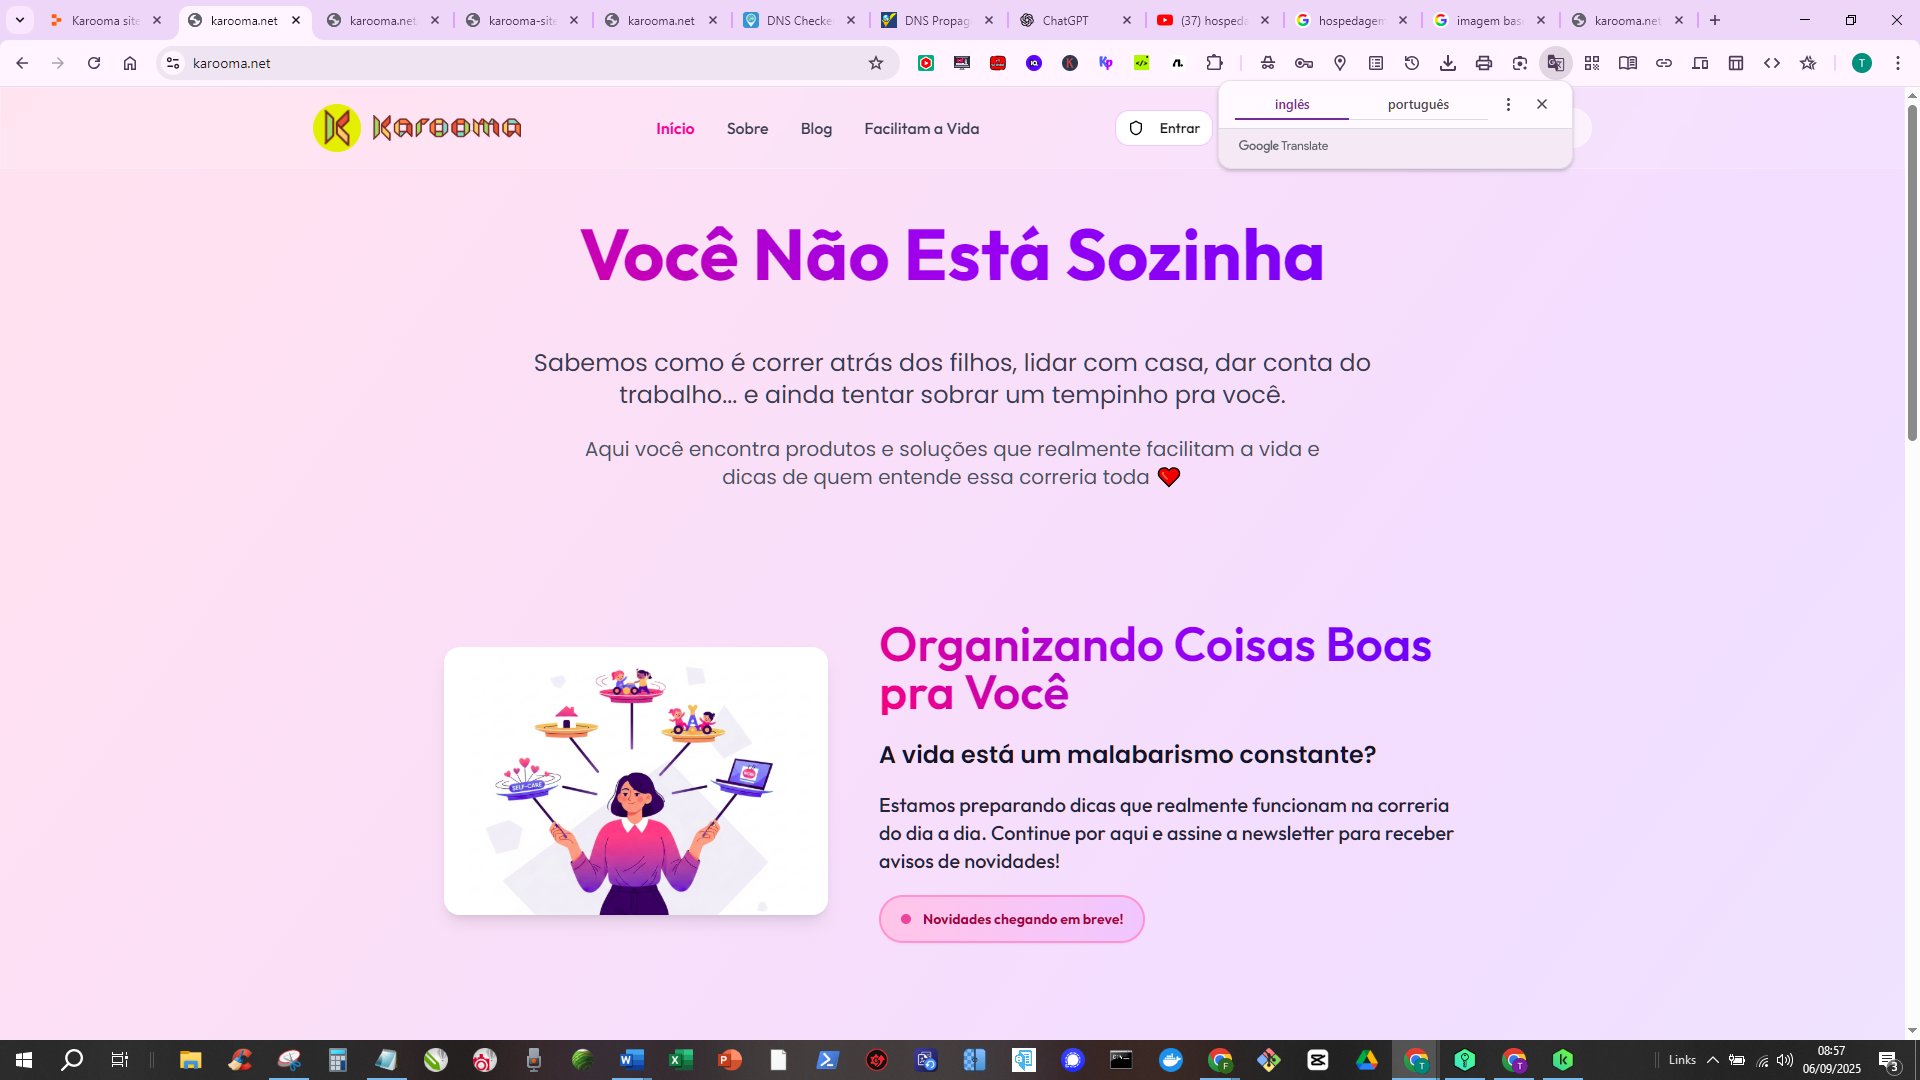 Karooma site
karooma.net
karooma.net
karooma-site
karooma.net
DNS Checke
DNS Propag
ChatGPT
(37) hospeda
hospedagem
imagem bas
karooma.net
karooma.net
T
inglês
português
Google Translate
Karooma
Início
Sobre
Blog
Facilitam a Vida
Entrar
Você Não Está Sozinha
Sabemos como é correr atrás dos filhos, lidar com casa, dar conta do
trabalho... e ainda tentar sobrar um tempinho pra você.
Aqui você encontra produtos e soluções que realmente facilitam a vida e
dicas de quem entende essa correria toda
SELF-CARE
Organizando Coisas Boas
pra Você
A vida está um malabarismo constante?
Estamos preparando dicas que realmente funcionam na correria
do dia a dia. Continue por aqui e assine a newsletter para receber
avisos de novidades!
Novidades chegando em breve!
Links
08:57
06/09/2025
3